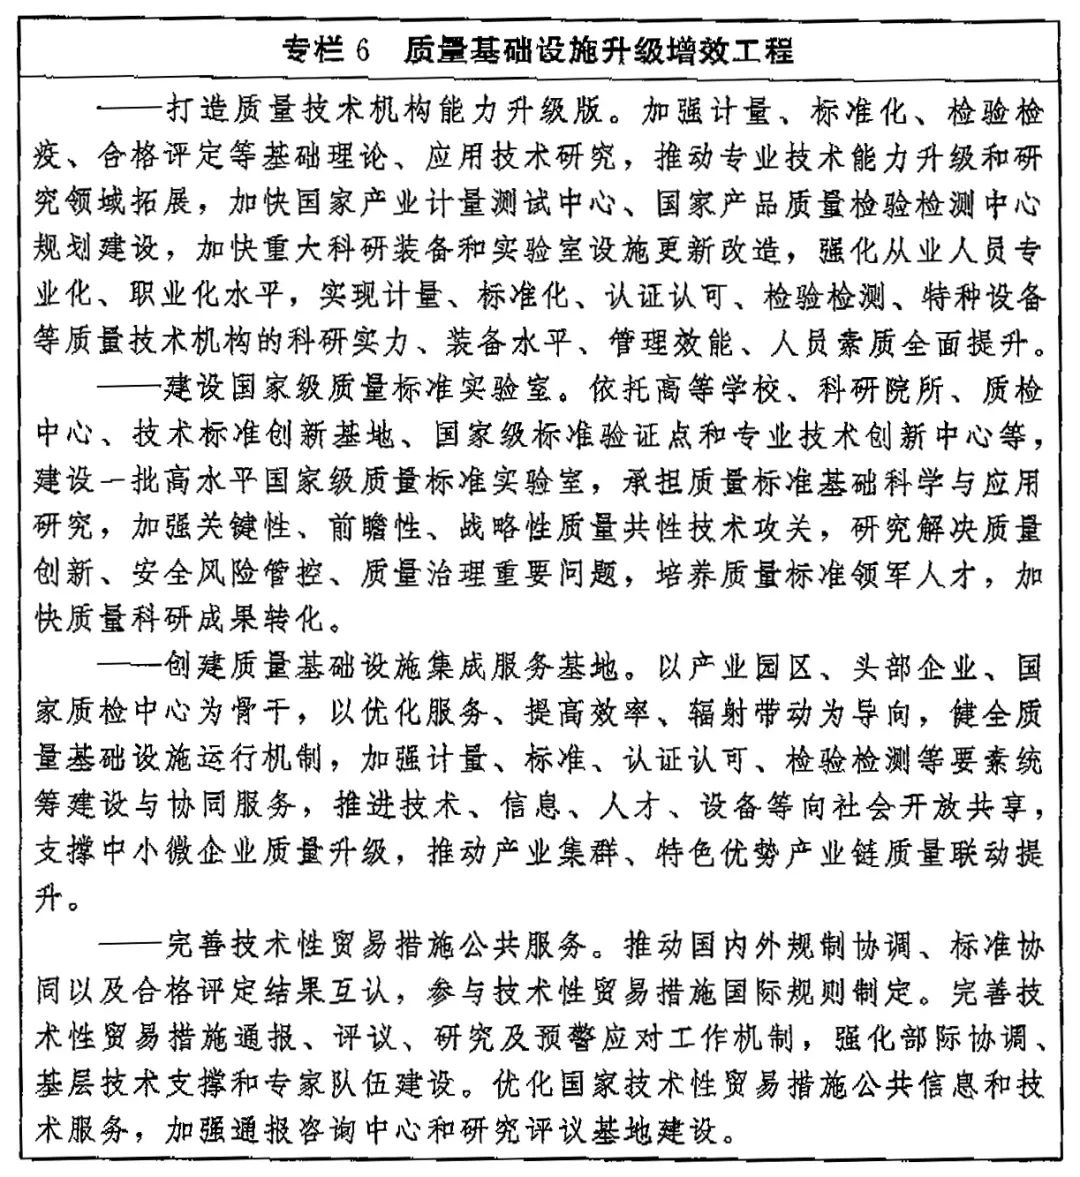 专栏 6 质量基础设施升级增效工程
——打造质量技术机构能力升级版。加强计量、标准化、检验检
疫、合格评定等基础理论、应用技术研究，推动专业技术能力升级和研
究领域拓展，加快国家产业计量测试中心、国家产品质量检验检测中心
规划建设，加快重大科研装备和实验室设施更新改造，强化从业人员专
业化、职业化水平，实现计量、标准化、认证认可、检验检测、特种设备
等质量技术机构的科研实力、装备水平、管理效能、人员素质全面提升。
——建设国家级质量标准实验室。依托高等学校、科研院所、质检
中心、技术标准创新基地、国家级标准验证点和专业技术创新中心等，
建设一批高水平国家级质量标准实验室，承担质量标准基础科学与应用
研究，加强关键性、前瞻性、战略性质量共性技术攻关，研究解决质量
创新、安全风险管控、质量治理重要问题，培养质量标准领军人才，加
快质量科研成果转化。
——创建质量基础设施集成服务基地。以产业园区、头部企业、国
家质检中心为骨干，以优化服务、提高效率、辐射带动为导向，健全质
量基础设施运行机制，加强计量、标准、认证认可、检验检测等要素统
筹建设与协同服务，推进技术、信息、人才、设备等向社会开放共享，
支撑中小微企业质量升级，推动产业集群、特色优势产业链质量联动提
升。
——完善技术性贸易措施公共服务。推动国内外规制协调、标准协
同以及合格评定结果互认，参与技术性贸易措施国际规则制定。完善技
术性贸易措施通报、评议、研究及预警应对工作机制，强化部际协调、
基层技术支撑和专家队伍建设。优化国家技术性贸易措施公共信息和技
术服务，加强通报咨询中心和研究评议基地建设。